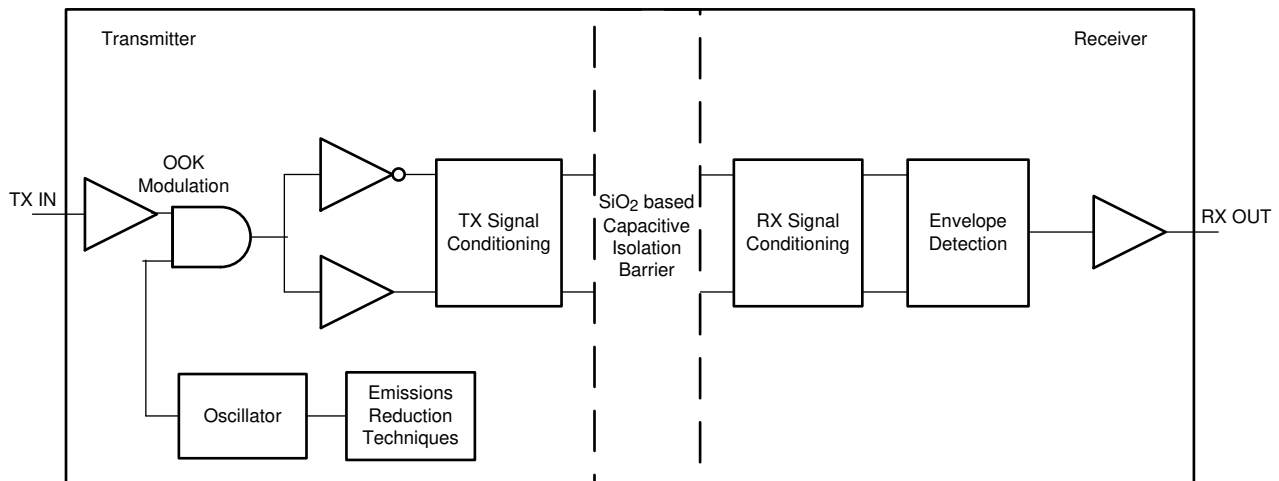 Transmitter
Receiver
OOK
Modulation
TX IN
TX Signal
Conditioning
SiO2 based
Capacitive
Isolation
Barrier
RX Signal
Conditioning
Envelope
Detection
RX OUT
Oscillator
Emissions
Reduction
Techniques